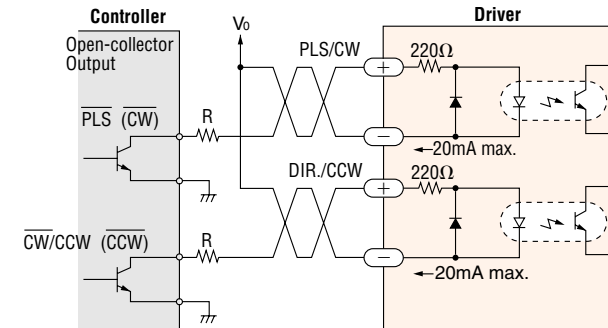 Controller
Open-collector
Output
V₀
Driver
PLS/CW
+
220Ω
PLS (CW)
R
−
20mA max.
DIR./CCW
+
220Ω
CW/CCW (CCW)
R
−
20mA max.